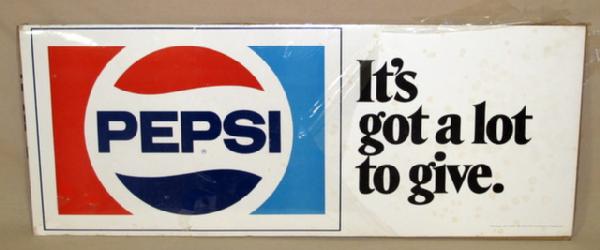 PEPSI
It's
got a lot
to give.